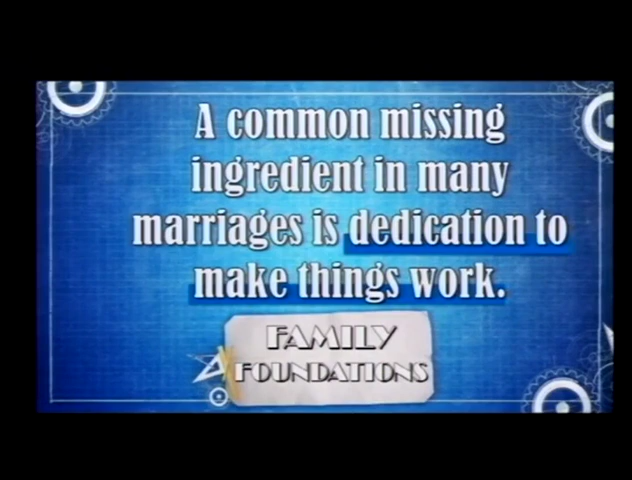 A common missing
ingredient in many
marriages is dedication to
make things work.
FAMILY
FOUNDATIONS